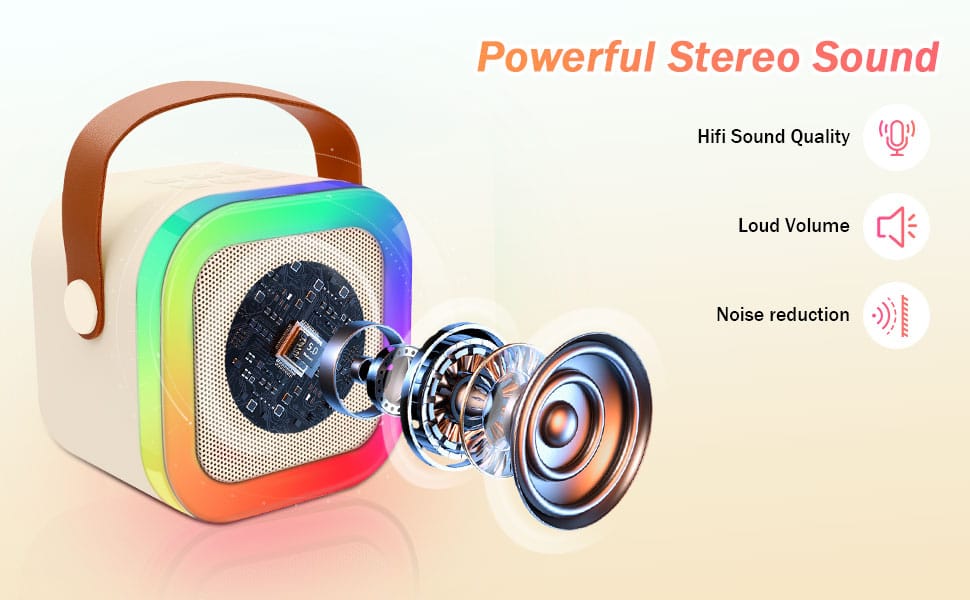 Powerful Stereo Sound
Hifi Sound Quality
Loud Volume
Noise reduction